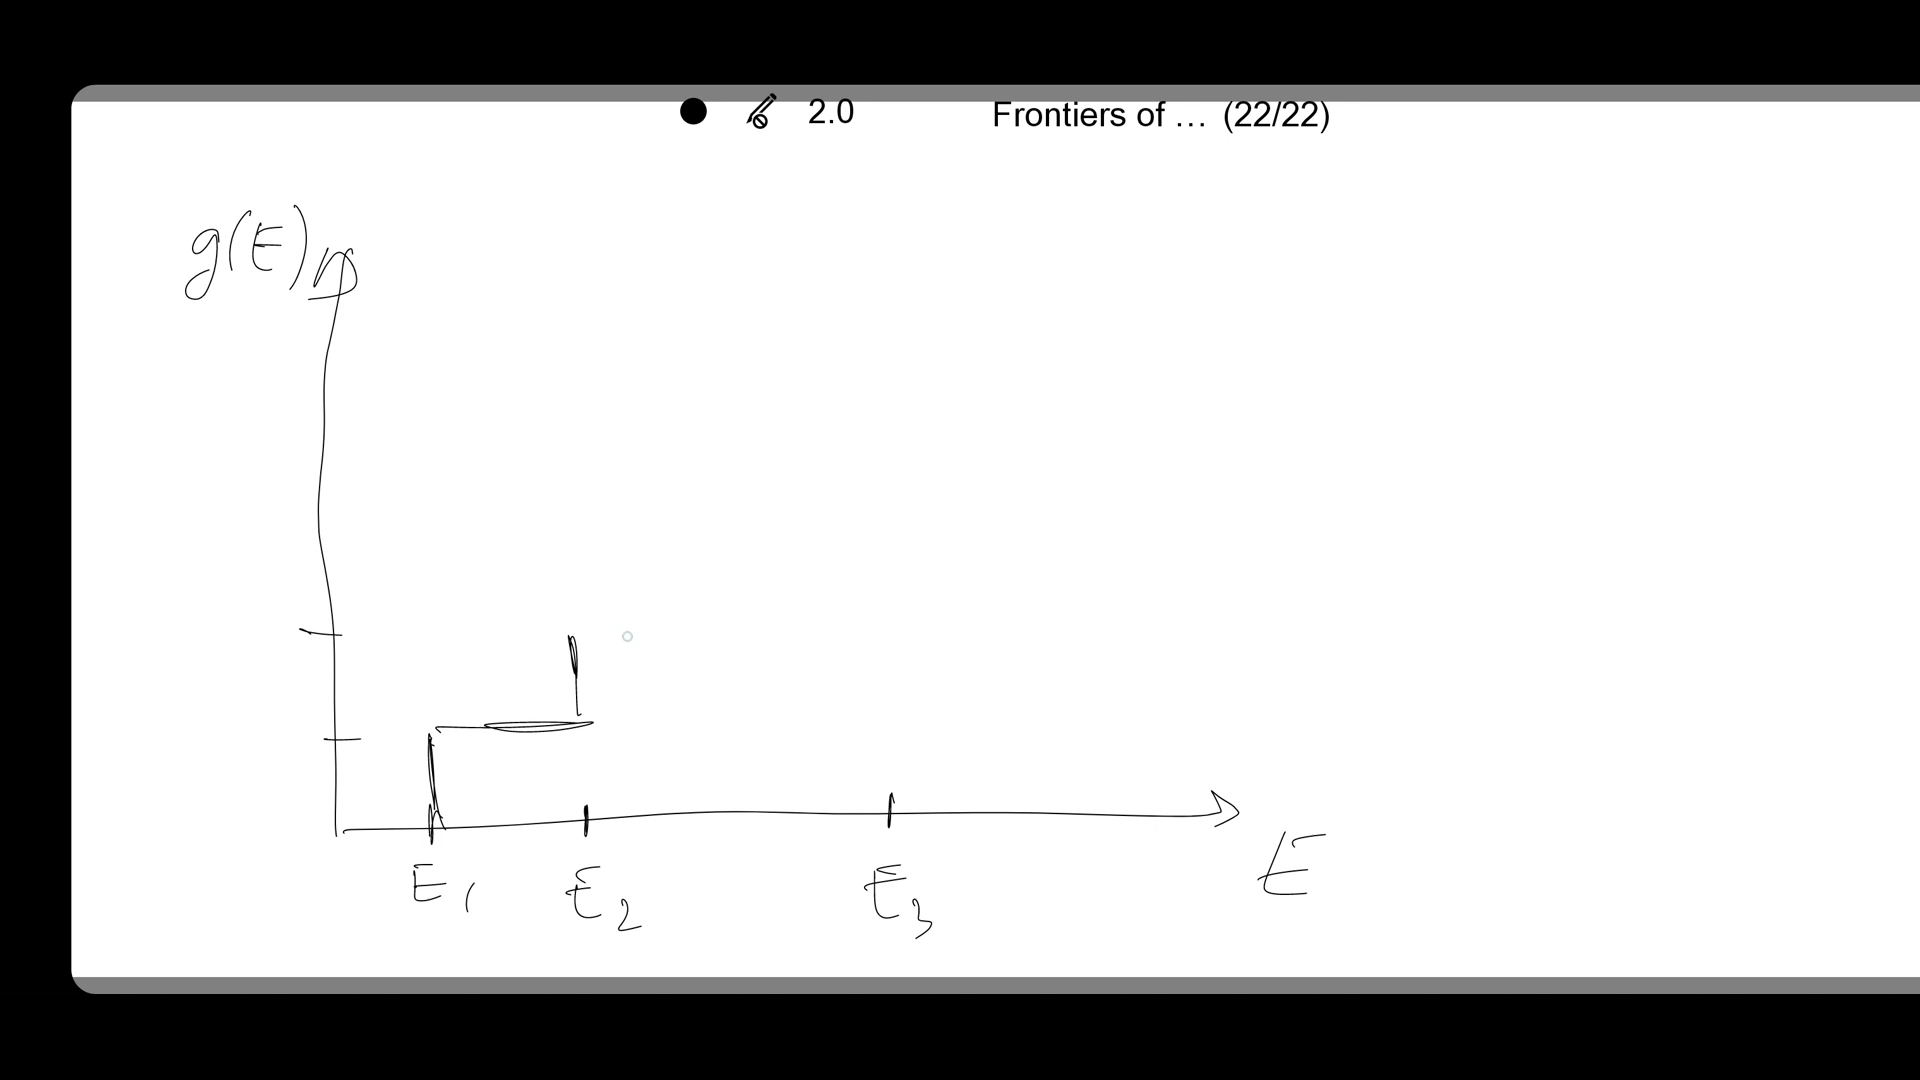 2.0 Frontiers of … (22/22)
g(E)
E1 E2 E3 E